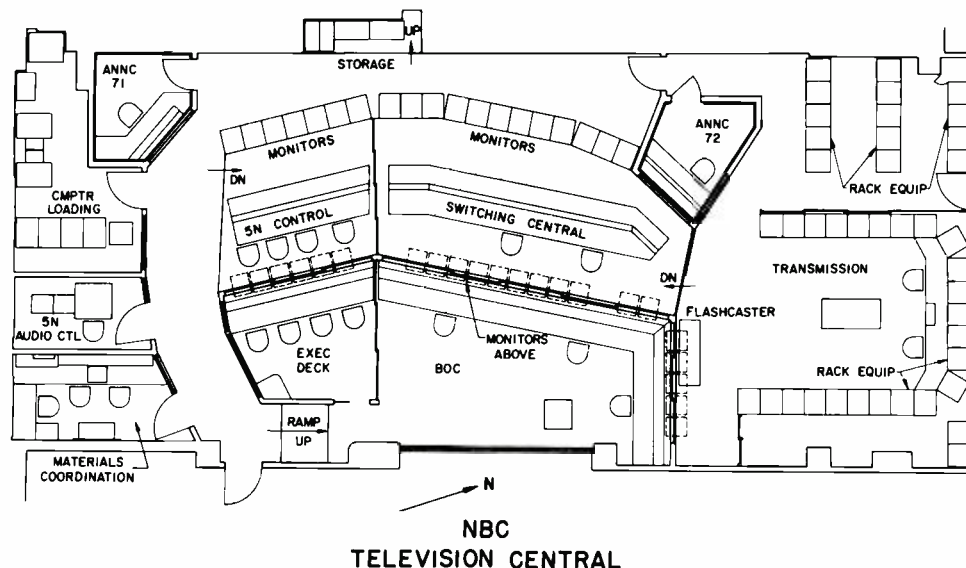 UP
STORAGE
ANNC
71
ANNC
72
MONITORS
MONITORS
RACK EQUIP
DN
CMPTR
LOADING
5N CONTROL
SWITCHING CENTRAL
TRANSMISSION
DN
FLASHCASTER
5N
AUDIO CTL
MONITORS
ABOVE
EXEC
DECK
BOC
RACK EQUIP
RAMP
UP
MATERIALS
COORDINATION
N
NBC
TELEVISION CENTRAL